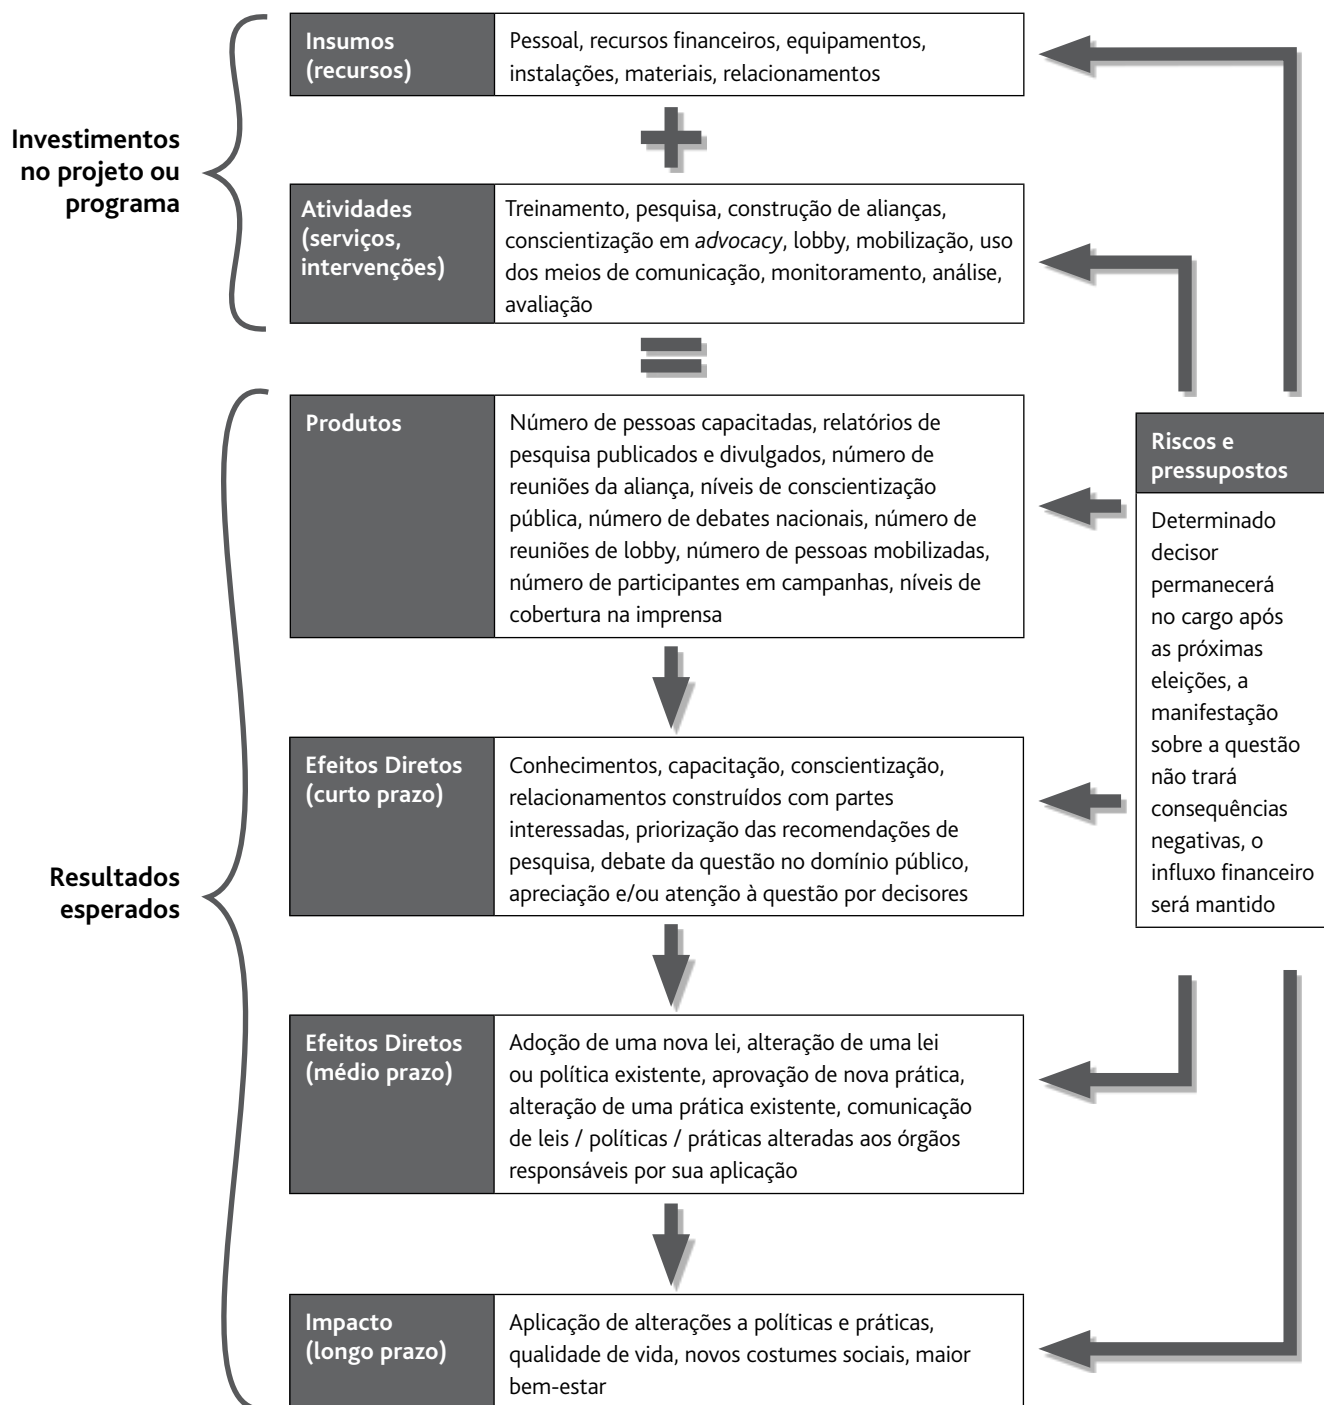 Insumos
(recursos)
Pessoal, recursos financeiros, equipamentos,
instalações, materiais, relacionamentos
Investimentos
no projeto ou
programa
Atividades
(serviços,
intervenções)
Treinamento, pesquisa, construção de alianças,
conscientização em advocacy, lobby, mobilização, uso
dos meios de comunicação, monitoramento, análise,
avaliação
Produtos
Número de pessoas capacitadas, relatórios de
pesquisa publicados e divulgados, número de
reuniões da aliança, níveis de conscientização
pública, número de debates nacionais, número de
reuniões de lobby, número de pessoas mobilizadas,
número de participantes em campanhas, níveis de
cobertura na imprensa
Riscos e
pressupostos
Determinado
decisor
permanecerá
no cargo após
as próximas
eleições, a
manifestação
sobre a questão
não trará
consequências
negativas, o
influxo financeiro
será mantido
Efeitos Diretos
(curto prazo)
Conhecimentos, capacitação, conscientização,
relacionamentos construídos com partes
interessadas, priorização das recomendações de
pesquisa, debate da questão no domínio público,
apreciação e/ou atenção à questão por decisores
Resultados
esperados
Efeitos Diretos
(médio prazo)
Adoção de uma nova lei, alteração de uma lei
ou política existente, aprovação de nova prática,
alteração de uma prática existente, comunicação
de leis / políticas / práticas alteradas aos órgãos
responsáveis por sua aplicação
Impacto
(longo prazo)
Aplicação de alterações a políticas e práticas,
qualidade de vida, novos costumes sociais, maior
bem-estar